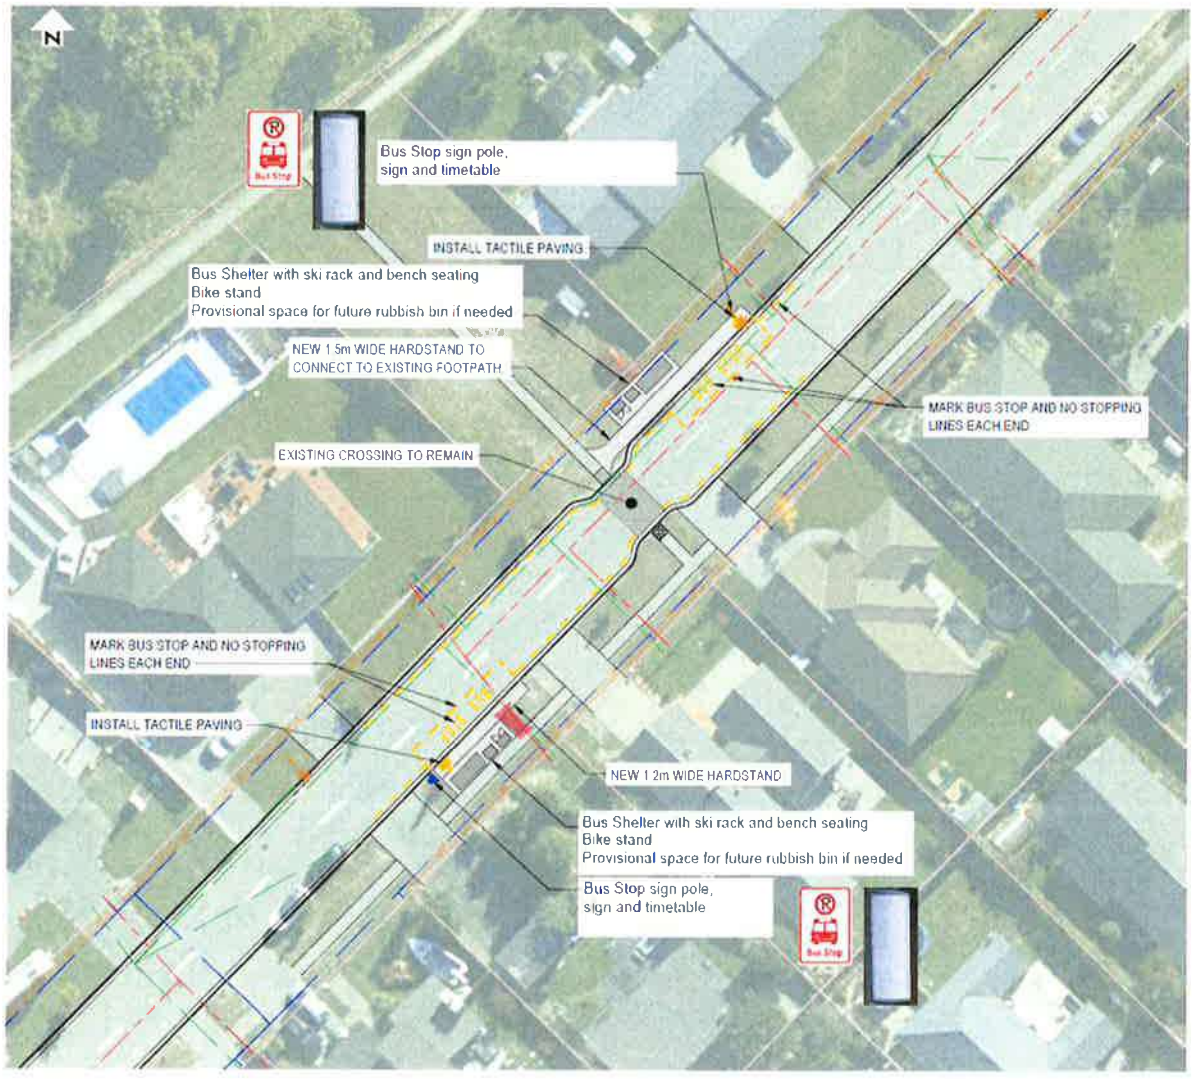 N
Bus Stop
Bus Stop sign pole,
sign and timetable
INSTALL TACTILE PAVING
Bus Shelter with ski rack and bench seating
Bike stand
Provisional space for future rubbish bin if needed
NEW 1.5m WIDE HARDSTAND TO
CONNECT TO EXISTING FOOTPATH
MARK BUS STOP AND NO STOPPING
LINES EACH END
EXISTING CROSSING TO REMAIN
MARK BUS STOP AND NO STOPPING
LINES EACH END
INSTALL TACTILE PAVING
NEW 1.2m WIDE HARDSTAND
Bus Shelter with ski rack and bench seating
Bike stand
Provisional space for future rubbish bin if needed
Bus Stop sign pole,
sign and timetable
P
Bus Stop